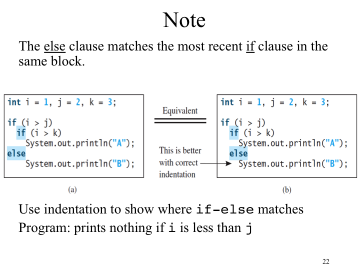 Note
The else clause matches the most recent if clause in the
same block.
int i = 1, j = 2, k = 3;
if (i > j)
if (i > k)
System.out.println("A");
else
System.out.println("B");
(a)
Equivalent
This is better
with correct
indentation
int i = 1, j = 2, k = 3;
if (i > j)
if (i > k)
System.out.println("A");
else
System.out.println("B");
(b)
Use indentation to show where if-else matches
Program: prints nothing if i is less than j
22